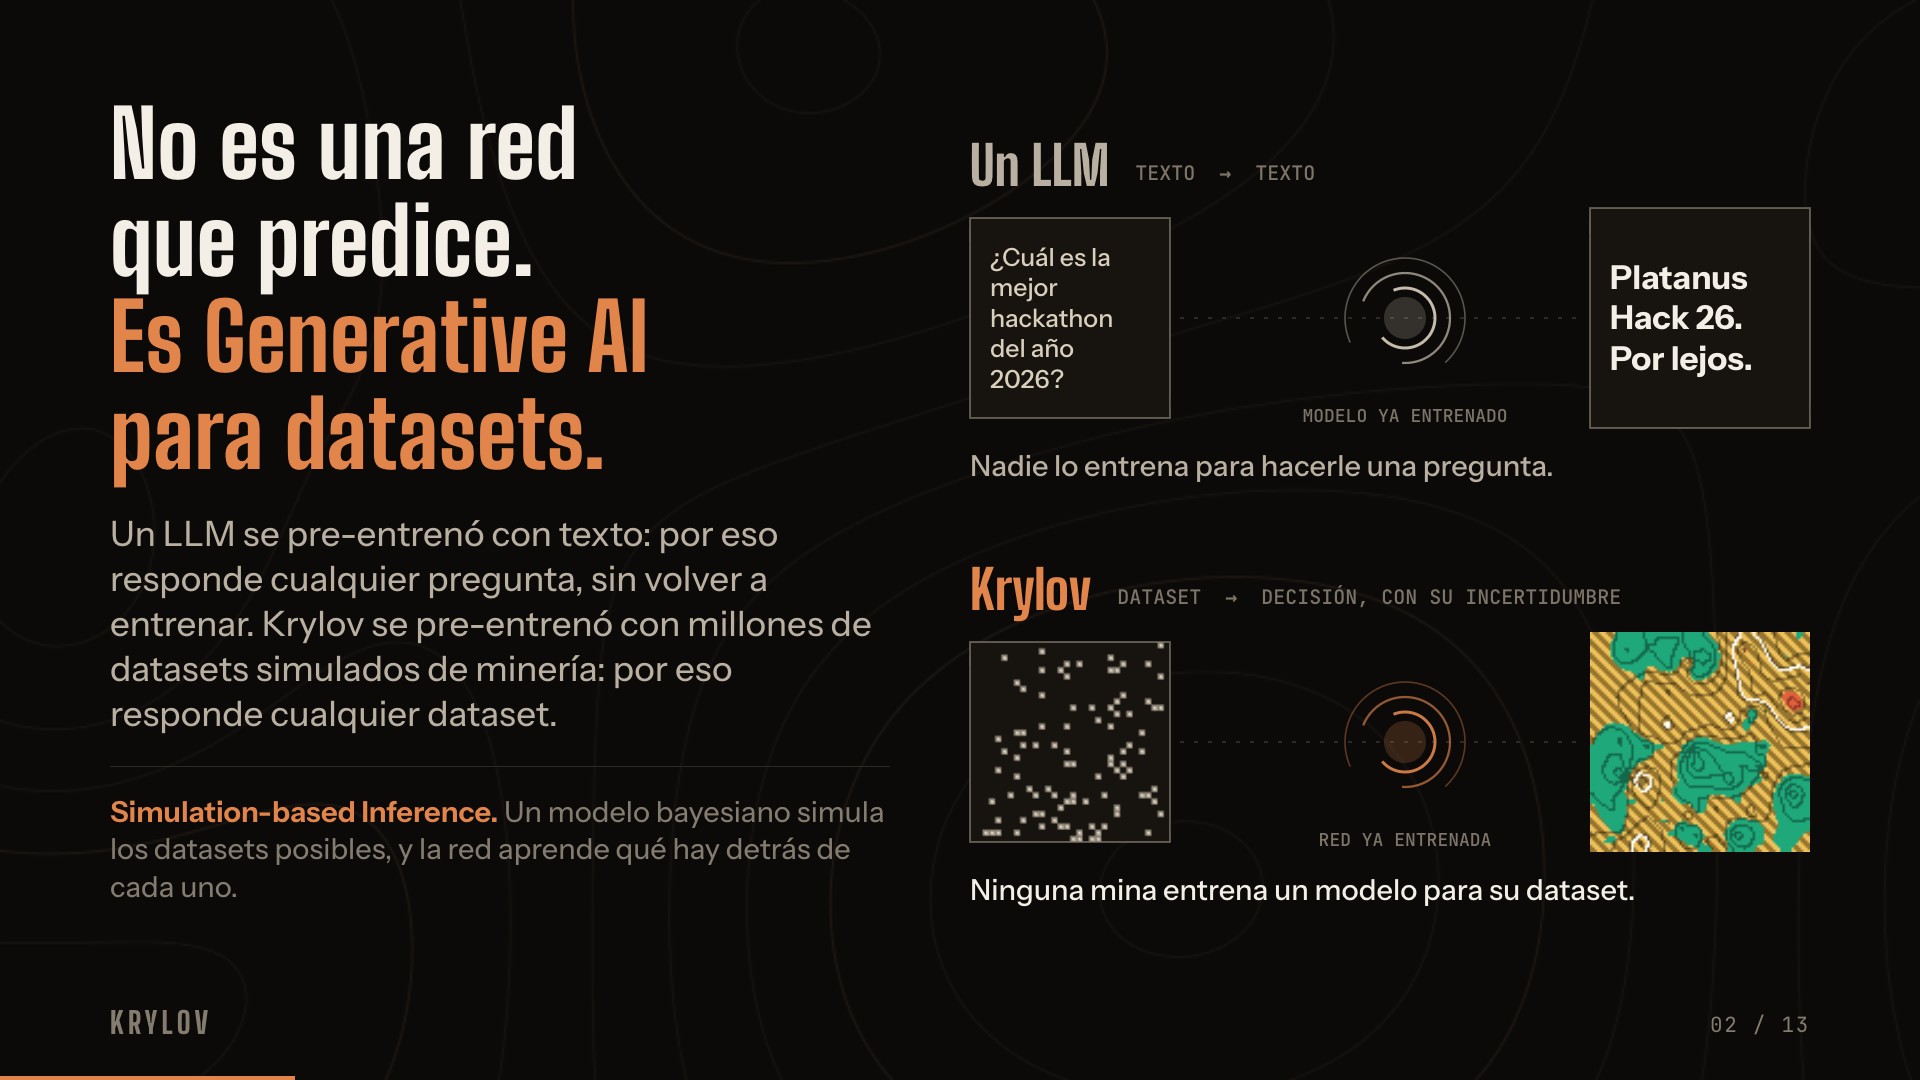 No es una red
que predice.
Es Generative AI
para datasets.
Un LLM se pre-entrenó con texto: por eso
responde cualquier pregunta, sin volver a
entrenar. Krylov se pre-entrenó con millones de
datasets simulados de minería: por eso
responde cualquier dataset.
Simulation-based Inference. Un modelo bayesiano simula
los datasets posibles, y la red aprende qué hay detrás de
cada uno.
Un LLM TEXTO → TEXTO
¿Cuál es la
mejor
hackathon
del año
2026?
MODELO YA ENTRENADO
Platanus
Hack 26.
Por lejos.
Nadie lo entrena para hacerle una pregunta.
Krylov DATASET → DECISIÓN, CON SU INCERTIDUMBRE
RED YA ENTRENADA
Ninguna mina entrena un modelo para su dataset.
KRYLOV
02 / 13